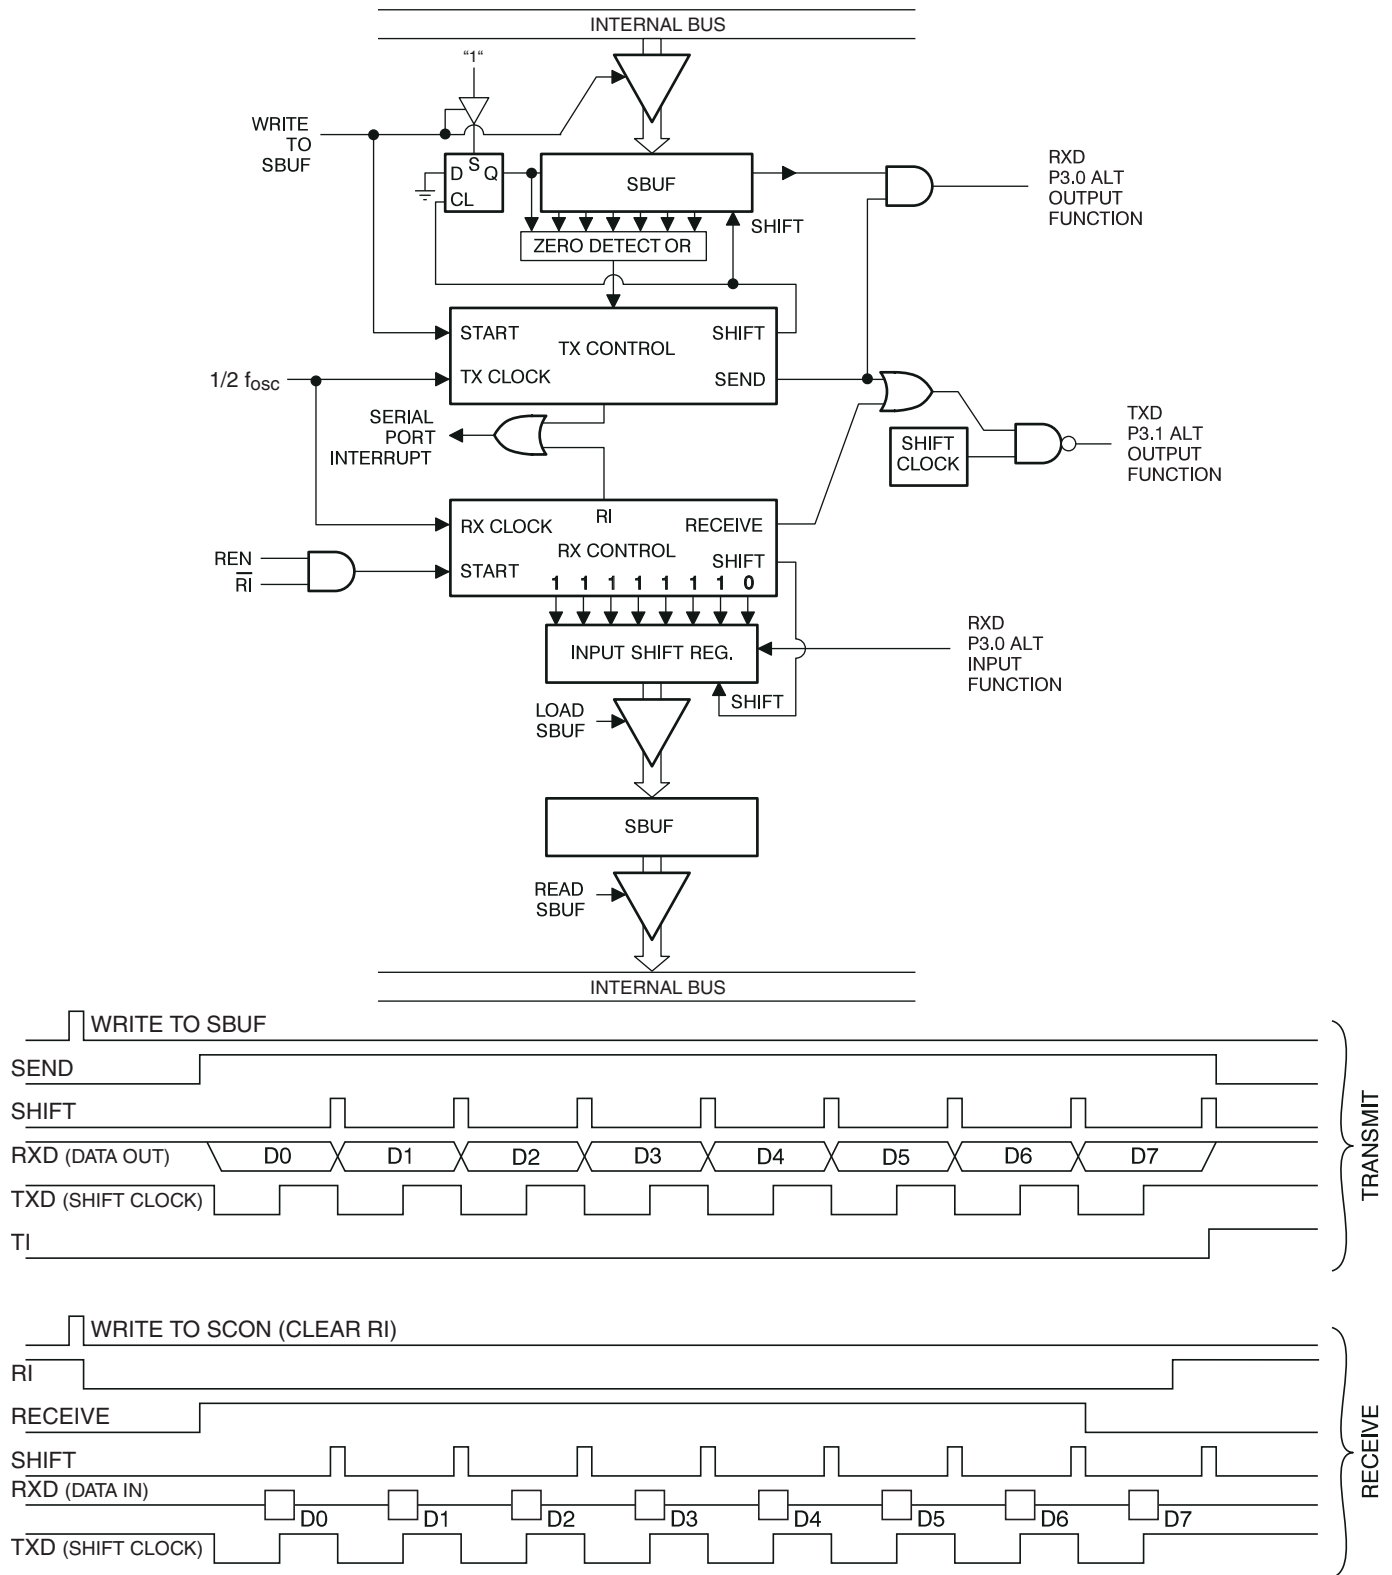 INTERNAL BUS
“1“
WRITE
TO
SBUF
D S Q
CL
SBUF
RXD
P3.0 ALT
OUTPUT
FUNCTION
SHIFT
ZERO DETECT OR
START
SHIFT
TX CONTROL
1/2 fosc
TX CLOCK
SEND
SERIAL
PORT
INTERRUPT
SHIFT
CLOCK
TXD
P3.1 ALT
OUTPUT
FUNCTION
RX CLOCK
RI
RECEIVE
REN
RI
RX CONTROL
SHIFT
START
1 1 1 1 1 1 1 0
INPUT SHIFT REG.
RXD
P3.0 ALT
INPUT
FUNCTION
SHIFT
LOAD
SBUF
SBUF
READ
SBUF
INTERNAL BUS
WRITE TO SBUF
SEND
SHIFT
RXD (DATA OUT) D0 D1 D2 D3 D4 D5 D6 D7
TXD (SHIFT CLOCK)
TI
TRANSMIT
WRITE TO SCON (CLEAR RI)
RI
RECEIVE
SHIFT
RXD (DATA IN)
D0 D1 D2 D3 D4 D5 D6 D7
TXD (SHIFT CLOCK)
RECEIVE